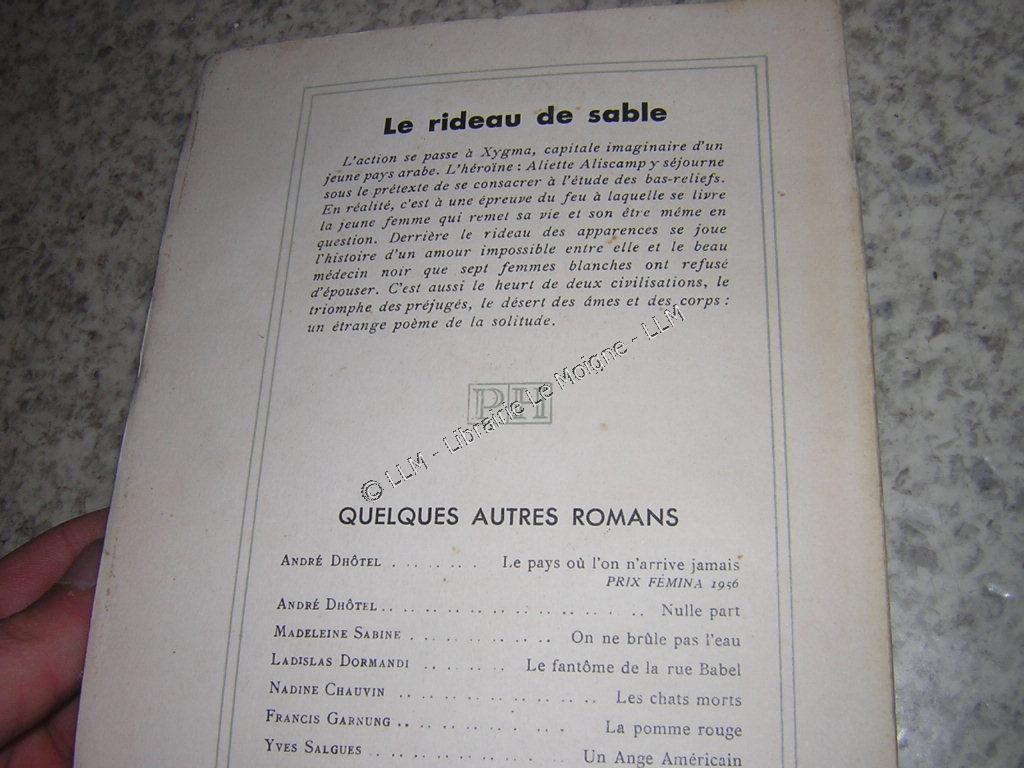 Le rideau de sable
L'action se passe à Xygma, capitale imaginaire d'un
jeune pays arabe. L'héroïne : Aliette Aliscamp y séjourne
sous le prétexte de se consacrer à l'étude des bas-reliefs.
En réalité, c'est à une épreuve du feu à laquelle se livre
la jeune femme qui remet sa vie et son être même en
question. Derrière le rideau des apparences se joue
l'histoire d'un amour impossible entre elle et le beau
médecin noir que sept femmes blanches ont refusé
d'épouser. C'est aussi le heurt de deux civilisations, le
triomphe des préjugés, le désert des âmes et des corps :
un étrange poème de la solitude.
PH
© LLM - Librairie Le Moigne - LLM
QUELQUES AUTRES ROMANS
ANDRÉ DHÔTEL . . . . . . . Le pays où l'on n'arrive jamais
PRIX FÉMINA 1956
ANDRÉ DHÔTEL . . . . . . . . . . . . . . . . . . Nulle part
MADELEINE SABINE . . . . . . . . . . On ne brûle pas l'eau
LADISLAS DORMANDI . . . . . . . Le fantôme de la rue Babel
NADINE CHAUVIN . . . . . . . . . . . . . . Les chats morts
FRANCIS GARNUNG . . . . . . . . . . . . La pomme rouge
YVES SALGUES . . . . . . . . . . . . . . Un Ange Américain